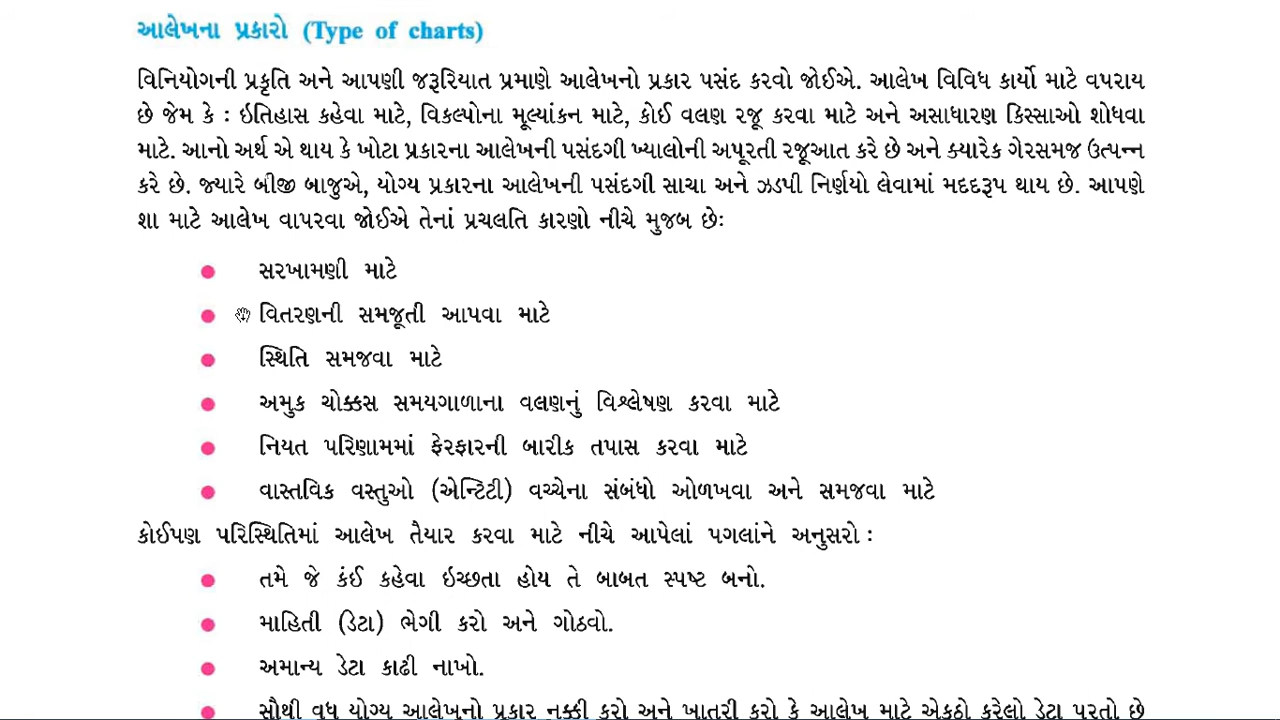 આલેખના પ્રકારો (Type of charts)
વિનિયોગની પ્રકૃતિ અને આપણી જરૂરિયાત પ્રમાણે આલેખનો પ્રકાર પસંદ કરવો જોઈએ. આલેખ વિવિધ કાર્યો માટે વપરાય
છે જેમ કે : ઇતિહાસ કહેવા માટે, વિકલ્પોના મૂલ્યાંકન માટે, કોઈ વલણ રજૂ કરવા માટે અને અસાધારણ કિસ્સાઓ શોધવા
માટે. આનો અર્થ એ થાય કે ખોટા પ્રકારના આલેખની પસંદગી ખ્યાલોની અપૂરતી રજૂઆત કરે છે અને ક્યારેક ગેરસમજ ઉત્પન્ન
કરે છે. જ્યારે બીજી બાજુએ, યોગ્ય પ્રકારના આલેખની પસંદગી સાચા અને ઝડપી નિર્ણયો લેવામાં મદદરૂપ થાય છે. આપણે
શા માટે આલેખ વાપરવા જોઈએ તેનાં પ્રચલતિ કારણો નીચે મુજબ છેઃ
● સરખામણી માટે
● વિતરણની સમજૂતી આપવા માટે
● સ્થિતિ સમજવા માટે
● અમુક ચોક્કસ સમયગાળાના વલણનું વિશ્લેષણ કરવા માટે
● નિયત પરિણામમાં ફેરફારની બારીક તપાસ કરવા માટે
● વાસ્તવિક વસ્તુઓ (એન્ટિટી) વચ્ચેના સંબંધો ઓળખવા અને સમજવા માટે
કોઈપણ પરિસ્થિતિમાં આલેખ તૈયાર કરવા માટે નીચે આપેલાં પગલાંને અનુસરો :
● તમે જે કંઈ કહેવા ઇચ્છતા હોય તે બાબત સ્પષ્ટ બનો.
● માહિતી (ડેટા) ભેગી કરો અને ગોઠવો.
● અમાન્ય ડેટા કાઢી નાખો.
● સૌથી વધુ યોગ્ય આલેખનો પ્રકાર નક્કી કરો અને ખાતરી કરો કે આલેખ માટે એકઠો કરેલો ડેટા પૂરતો છે